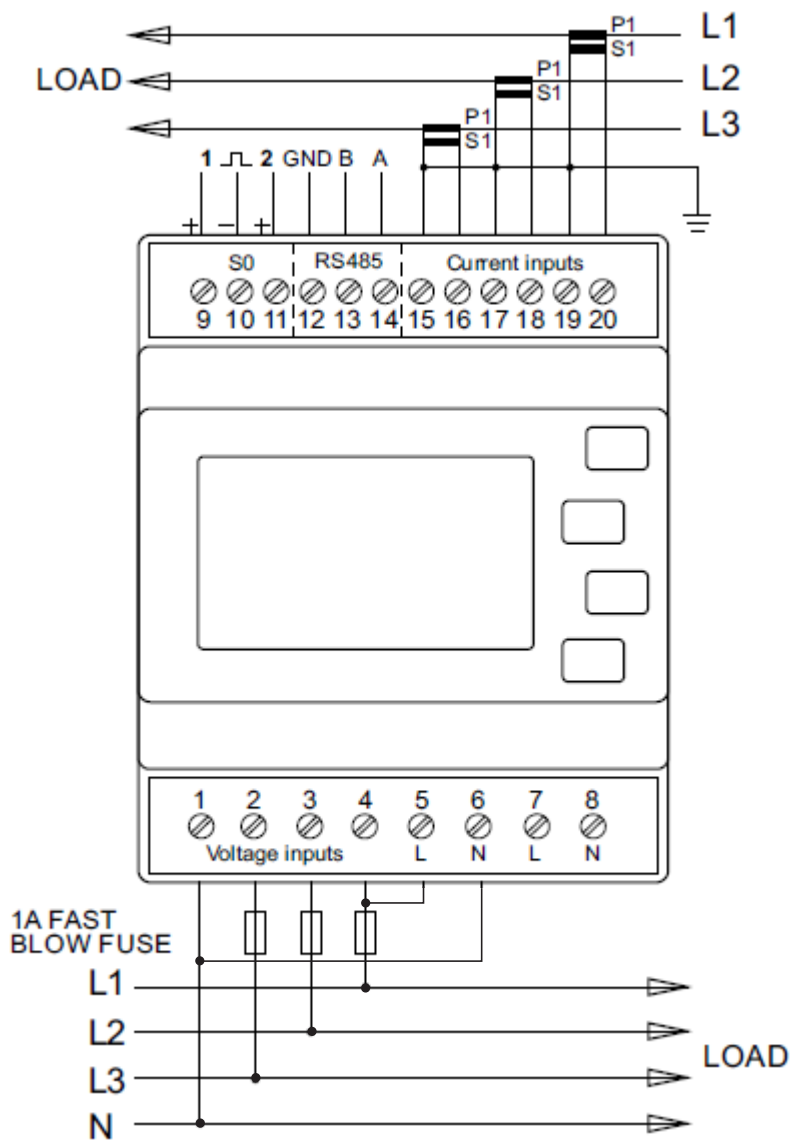 P1 L1
S1
LOAD P1 L2
S1
P1 L3
S1
1 2 GND B A
+ − +
S0 RS485 Current inputs
9 10 11 12 13 14 15 16 17 18 19 20
1 2 3 4 5 6 7 8
Voltage inputs L N L N
1A FAST
BLOW FUSE
L1
L2
LOAD
L3
N